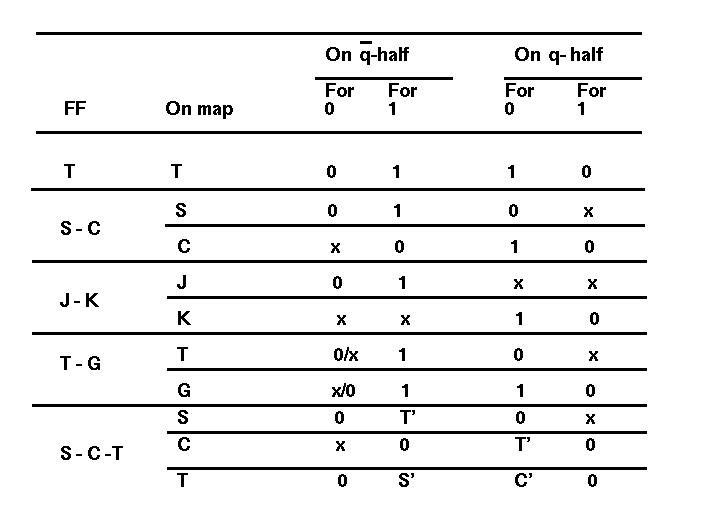 On q̅-half On q- half
For For For For
FF On map 0 1 0 1
T T 0 1 1 0
S - C S 0 1 0 x
C x 0 1 0
J - K J 0 1 x x
K x x 1 0
T - G T 0/x 1 0 x
G x/0 1 1 0
S - C -T S 0 T’ 0 x
C x 0 T’ 0
T 0 S’ C’ 0